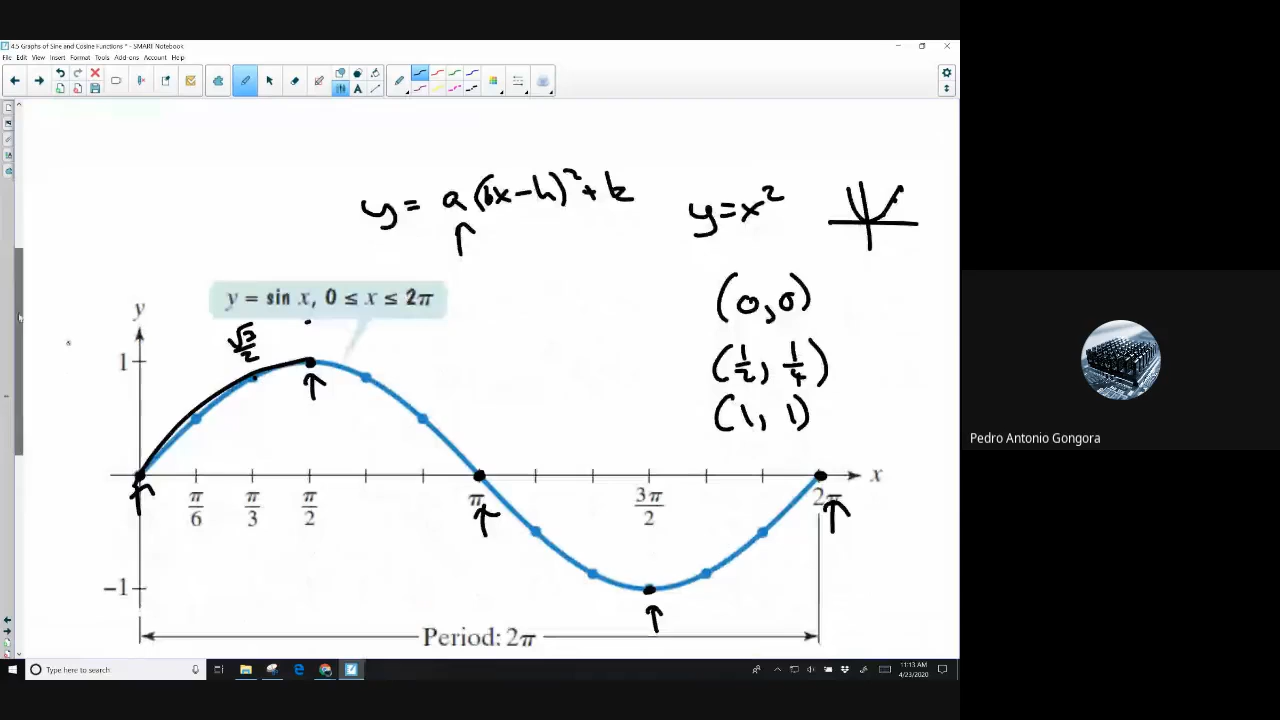 4.5 Graphs of Sine and Cosine Functions * - SMART Notebook
File Edit View Insert Format Tools Add-ons Account Help
A
y = a(bx-h)²+k
y=x²
y = sin x, 0 ≤ x ≤ 2π
y
(0,0)
√3/2
1
(1/2, 1/4)
(1, 1)
x
π/6 π/3 π/2 π 3π/2 2π
-1
Period: 2π
Pedro Antonio Gongora
Type here to search
11:13 AM
4/23/2020